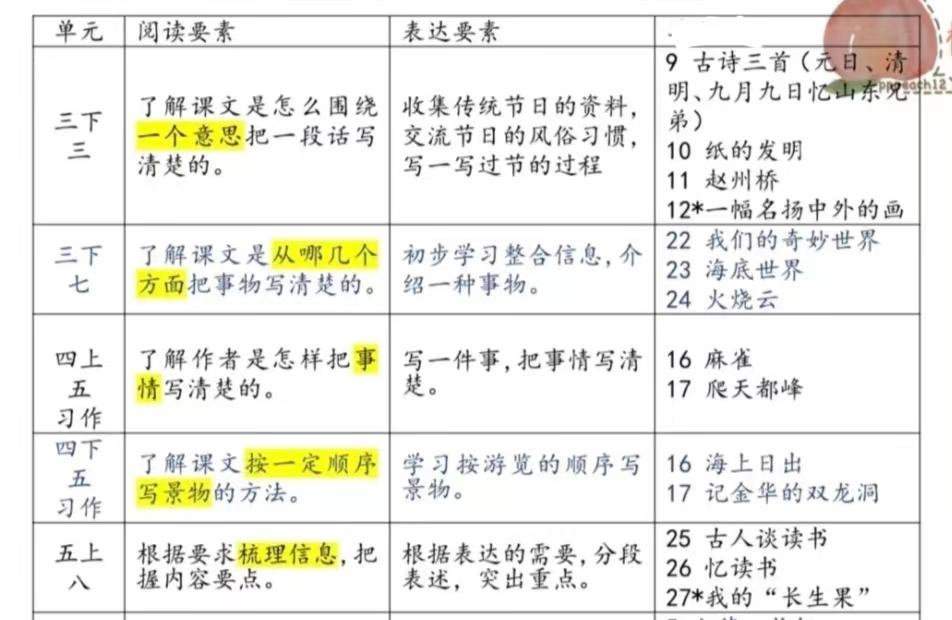 单元
阅读要素
表达要素
三下
三
了解课文是怎么围绕
一个意思把一段话写
清楚的。
收集传统节日的资料，
交流节日的风俗习惯，
写一写过节的过程
9 古诗三首（元日、清
明、九月九日忆山东兄
弟）
10 纸的发明
11 赵州桥
12*一幅名扬中外的画
三下
七
了解课文是从哪几个
方面把事物写清楚的。
初步学习整合信息，介
绍一种事物。
22 我们的奇妙世界
23 海底世界
24 火烧云
四上
五
习作
了解作者是怎样把事
情写清楚的。
写一件事，把事情写清
楚。
16 麻雀
17 爬天都峰
四下
五
习作
了解课文按一定顺序
写景物的方法。
学习按游览的顺序写
景物。
16 海上日出
17 记金华的双龙洞
五上
八
根据要求梳理信息，把
握内容要点。
根据表达的需要，分段
表述，突出重点。
25 古人谈读书
26 忆读书
27*我的“长生果”